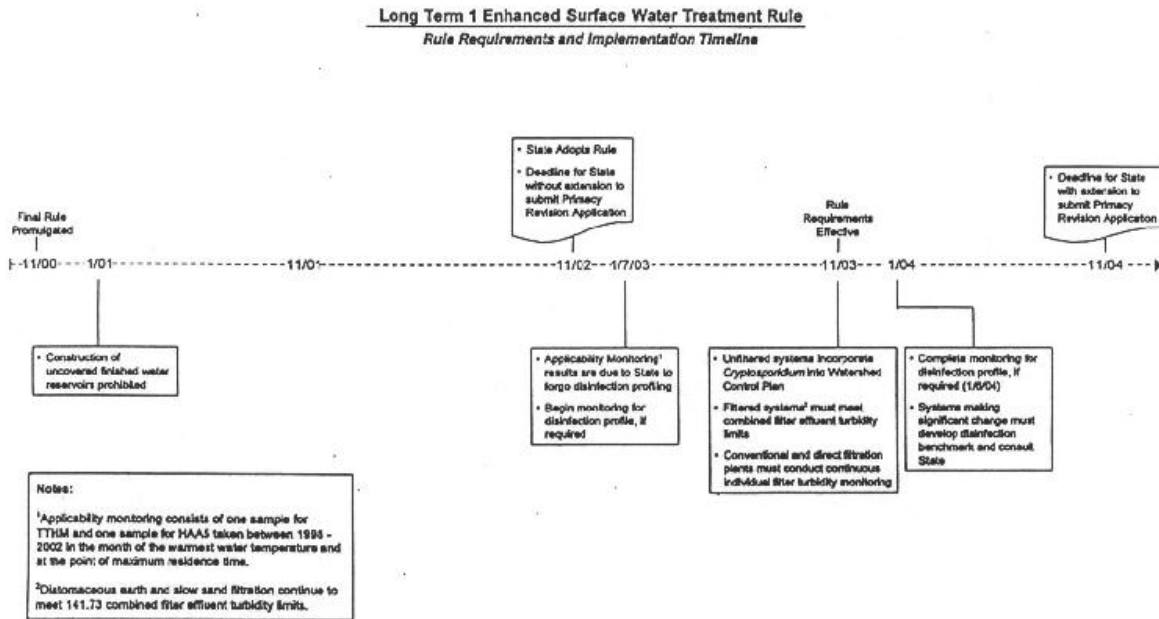 Long Term 1 Enhanced Surface Water Treatment Rule
Rule Requirements and Implementation Timeline
• State Adopts Rule
• Deadline for State
without extension to
submit Primacy
Revision Application
• Deadline for State
with extension to
submit Primacy
Revision Application
Final Rule
Promulgated
Rule
Requirements
Effective
11/00
1/01
11/01
11/02
1/7/03
11/03
1/04
11/04
• Construction of
uncovered finished water
reservoirs prohibited
• Applicability Monitoring¹
results are due to State to
forgo disinfection profiling
• Begin monitoring for
disinfection profile, if
required
• Unfiltered systems incorporate
Cryptosporidium into Watershed
Control Plan
• Filtered systems² must meet
combined filter effluent turbidity
limits
• Conventional and direct filtration
plants must conduct continuous
individual filter turbidity monitoring
• Complete monitoring for
disinfection profile, if
required (1/6/04)
• Systems making
significant change must
develop disinfection
benchmark and consult
State
Notes:
¹Applicability monitoring consists of one sample for
TTHM and one sample for HAA5 taken between 1998 -
2002 in the month of the warmest water temperature and
at the point of maximum residence time.
²Diatomaceous earth and slow sand filtration continue to
meet 141.73 combined filter effluent turbidity limits.